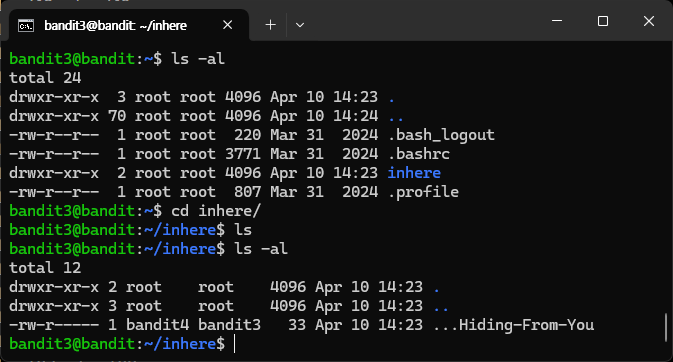 bandit3@bandit: ~/inhere
bandit3@bandit:~$ ls -al
total 24
drwxr-xr-x  3 root root 4096 Apr 10 14:23 .
drwxr-xr-x 70 root root 4096 Apr 10 14:24 ..
-rw-r--r--  1 root root  220 Mar 31  2024 .bash_logout
-rw-r--r--  1 root root 3771 Mar 31  2024 .bashrc
drwxr-xr-x  2 root root 4096 Apr 10 14:23 inhere
-rw-r--r--  1 root root  807 Mar 31  2024 .profile
bandit3@bandit:~$ cd inhere/
bandit3@bandit:~/inhere$ ls
bandit3@bandit:~/inhere$ ls -al
total 12
drwxr-xr-x 2 root    root    4096 Apr 10 14:23 .
drwxr-xr-x 3 root    root    4096 Apr 10 14:23 ..
-rw-r----- 1 bandit4 bandit3   33 Apr 10 14:23 ...Hiding-From-You
bandit3@bandit:~/inhere$